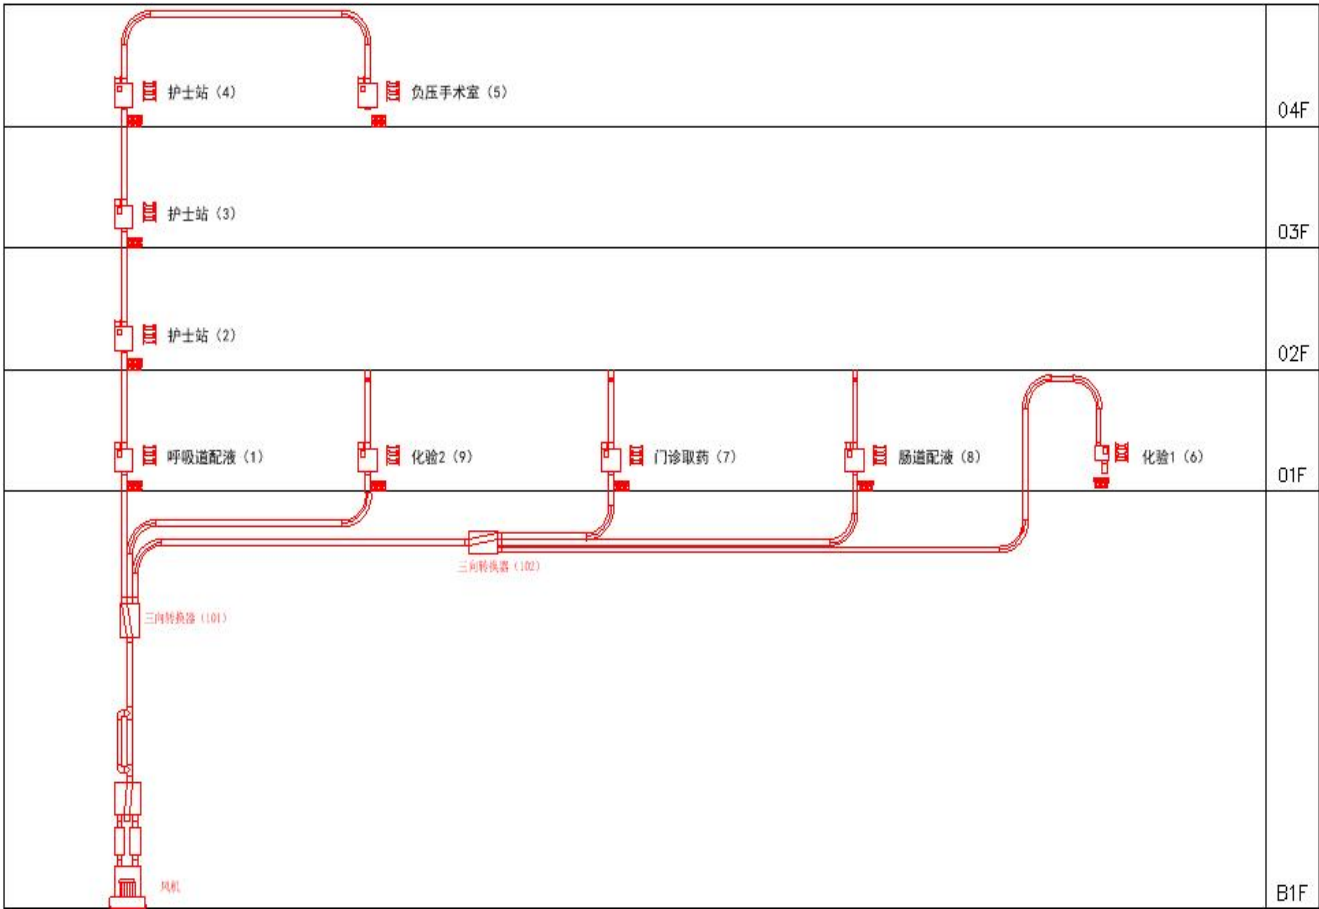 护士站（4）
负压手术室（5）
04F
护士站（3）
03F
护士站（2）
02F
呼吸道配液（1）
化验2（9）
门诊取药（7）
肠道配液（8）
化验1（6）
01F
三向转换器（102）
三向转换器（101）
风机
B1F